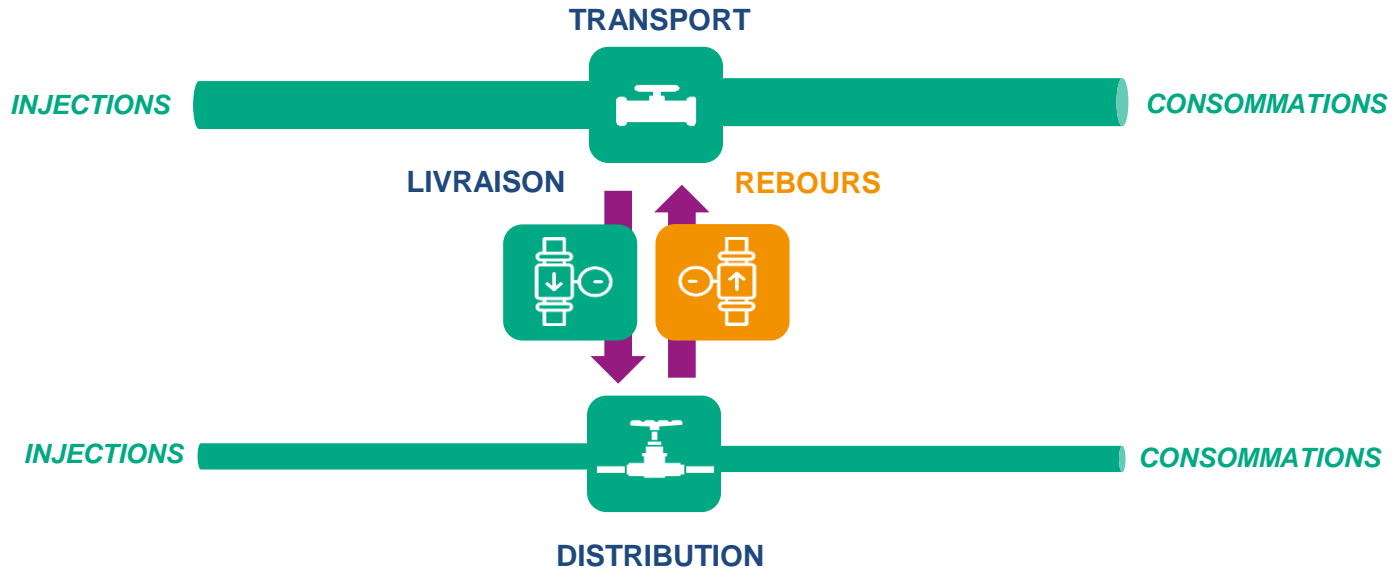 TRANSPORT
INJECTIONS
CONSOMMATIONS
LIVRAISON
REBOURS
INJECTIONS
CONSOMMATIONS
DISTRIBUTION